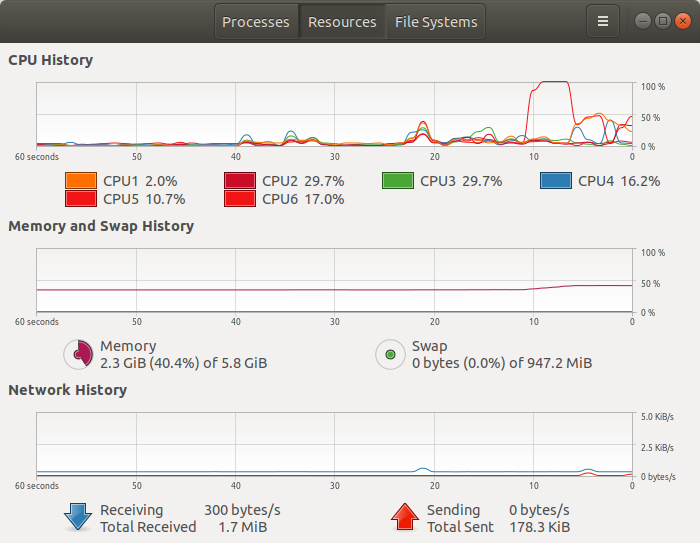 Processes Resources File Systems
CPU History
100 %
50 %
0 %
60 seconds 50 40 30 20 10 0
CPU1 2.0% CPU2 29.7% CPU3 29.7% CPU4 16.2%
CPU5 10.7% CPU6 17.0%
Memory and Swap History
100 %
50 %
0 %
60 seconds 50 40 30 20 10 0
Memory Swap
2.3 GiB (40.4%) of 5.8 GiB 0 bytes (0.0%) of 947.2 MiB
Network History
5.0 KiB/s
2.5 KiB/s
0 bytes/s
60 seconds 50 40 30 20 10 0
Receiving 300 bytes/s Sending 0 bytes/s
Total Received 1.7 MiB Total Sent 178.3 KiB